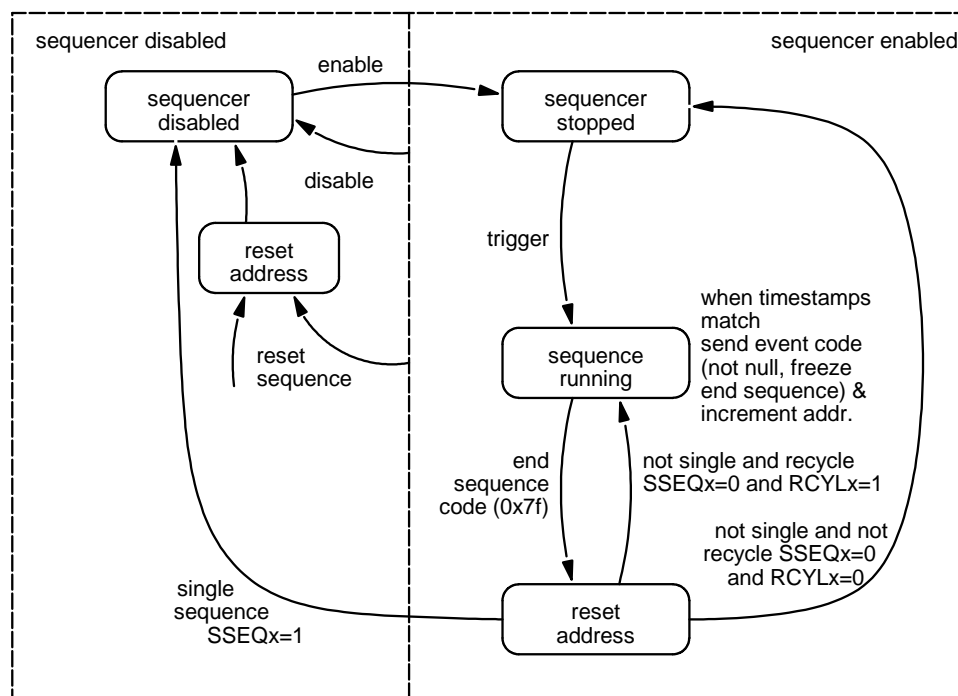 sequencer disabled
sequencer enabled
enable
sequencer
disabled
sequencer
stopped
disable
trigger
reset
address
reset
sequence
when timestamps
match
send event code
(not null, freeze
end sequence) &
increment addr.
sequence
running
end
sequence
code (0x7f)
not single and recycle
SSEQx=0 and RCYLx=1
not single and not
recycle SSEQx=0
and RCYLx=0
single
sequence
SSEQx=1
reset
address